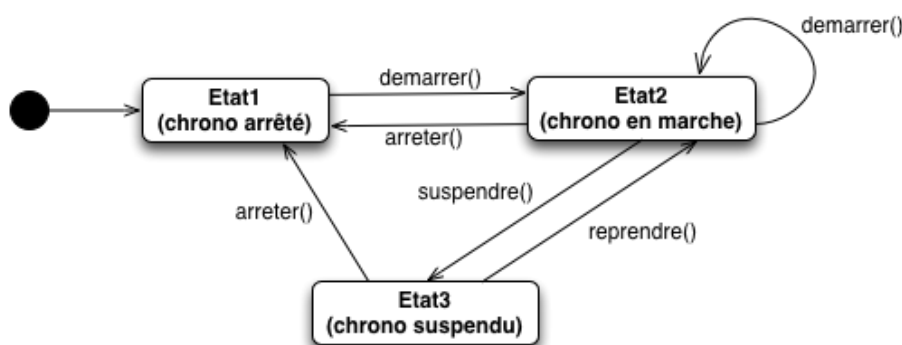 demarrer()
demarrer()
Etat1
(chrono arrêté)
Etat2
(chrono en marche)
arreter()
suspendre()
arreter()
reprendre()
Etat3
(chrono suspendu)